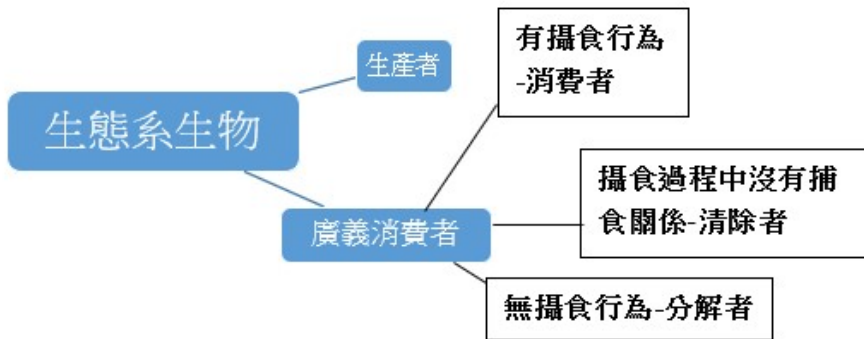 有攝食行為
-消費者
生產者
生態系生物
攝食過程中沒有捕
食關係-清除者
廣義消費者
無攝食行為-分解者